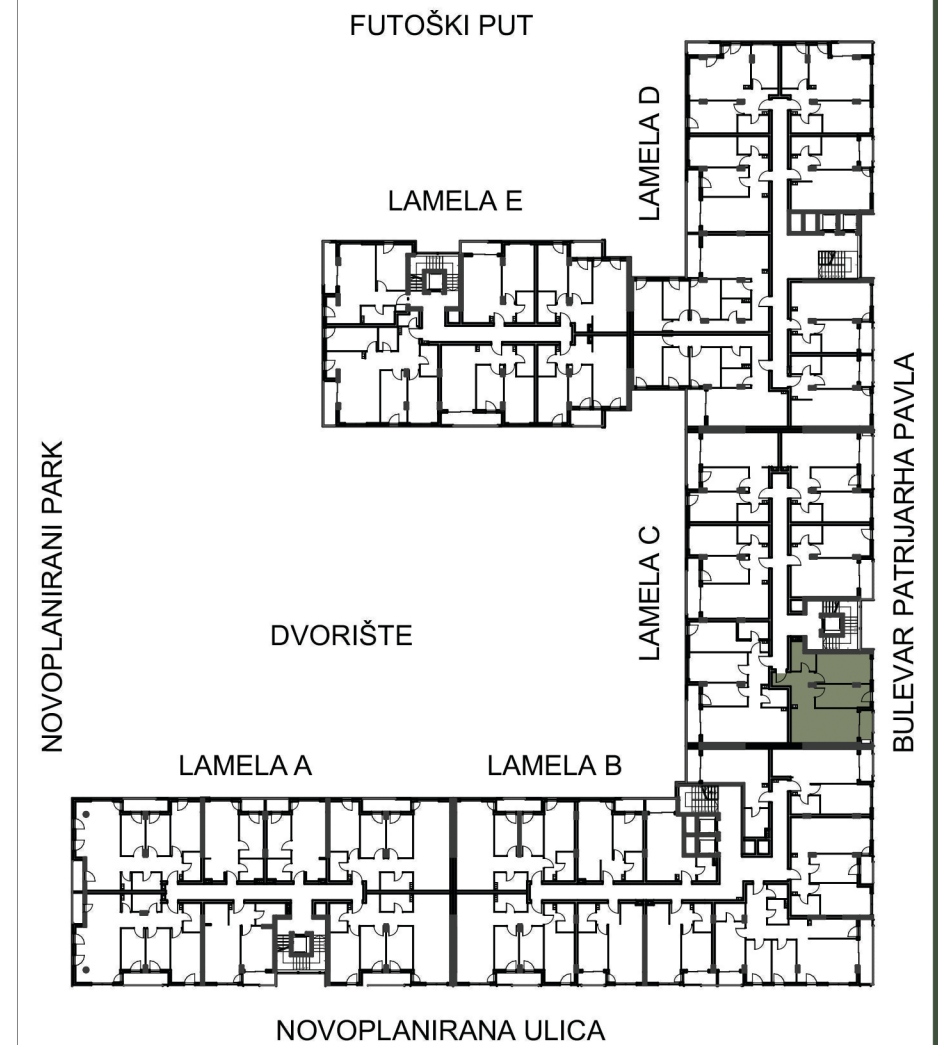 FUTOŠKI PUT
LAMELA D
LAMELA E
BULEVAR PATRIJARHA PAVLA
NOVOPLANIRANI PARK
LAMELA C
DVORIŠTE
LAMELA A
LAMELA B
NOVOPLANIRANA ULICA